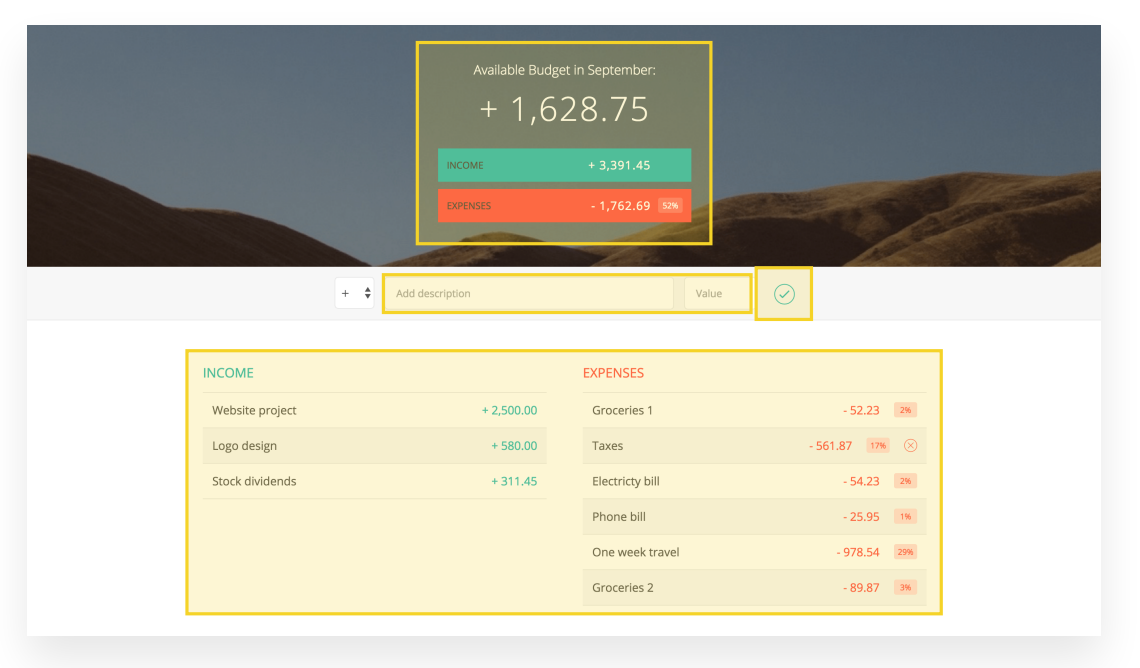 Available Budget in September:
+ 1,628.75
INCOME + 3,391.45
EXPENSES - 1,762.69 52%
+ Add description Value
INCOME
Website project + 2,500.00
Logo design + 580.00
Stock dividends + 311.45
EXPENSES
Groceries 1 - 52.23 2%
Taxes - 561.87 17%
Electricty bill - 54.23 2%
Phone bill - 25.95 1%
One week travel - 978.54 29%
Groceries 2 - 89.87 3%